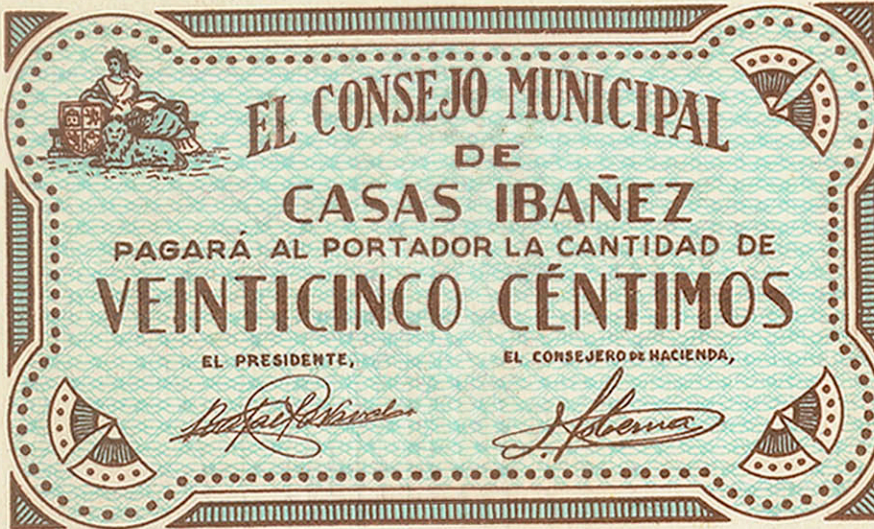 EL CONSEJO MUNICIPAL
DE
CASAS IBAÑEZ
PAGARÁ AL PORTADOR LA CANTIDAD DE
VEINTICINCO CÉNTIMOS
EL PRESIDENTE, EL CONSEJERO DE HACIENDA,